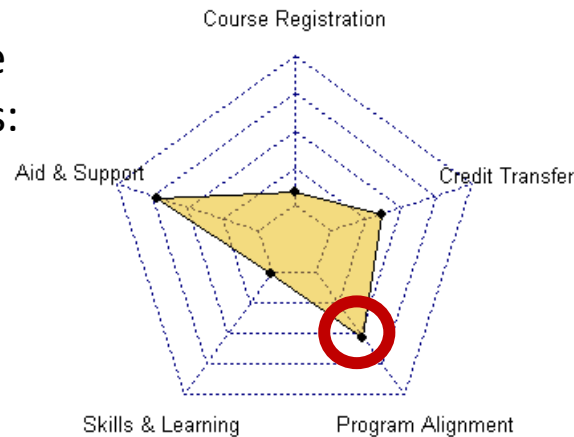 Course Registration
Aid & Support
Credit Transfer
Skills & Learning
Program Alignment